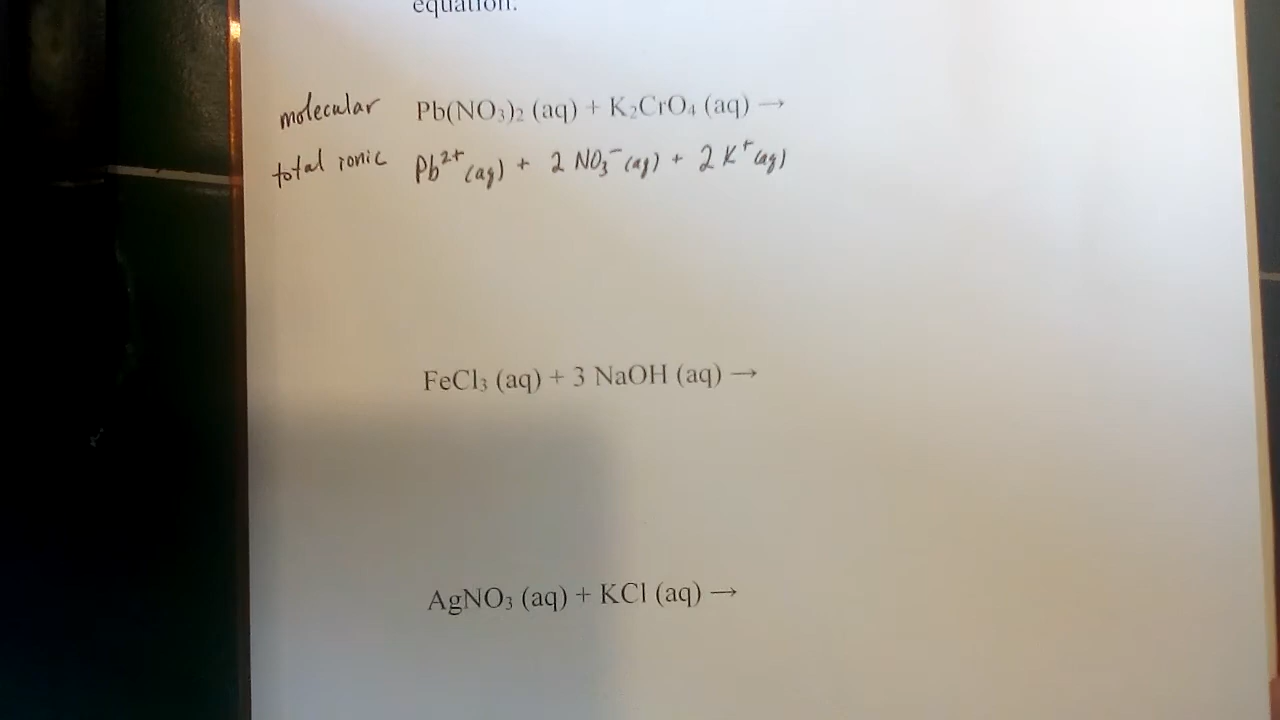 equation.
molecular Pb(NO₃)₂ (aq) + K₂CrO₄ (aq) →
total ionic Pb²⁺ (aq) + 2 NO₃⁻ (aq) + 2 K⁺ (aq)
FeCl₃ (aq) + 3 NaOH (aq) →
AgNO₃ (aq) + KCl (aq) →